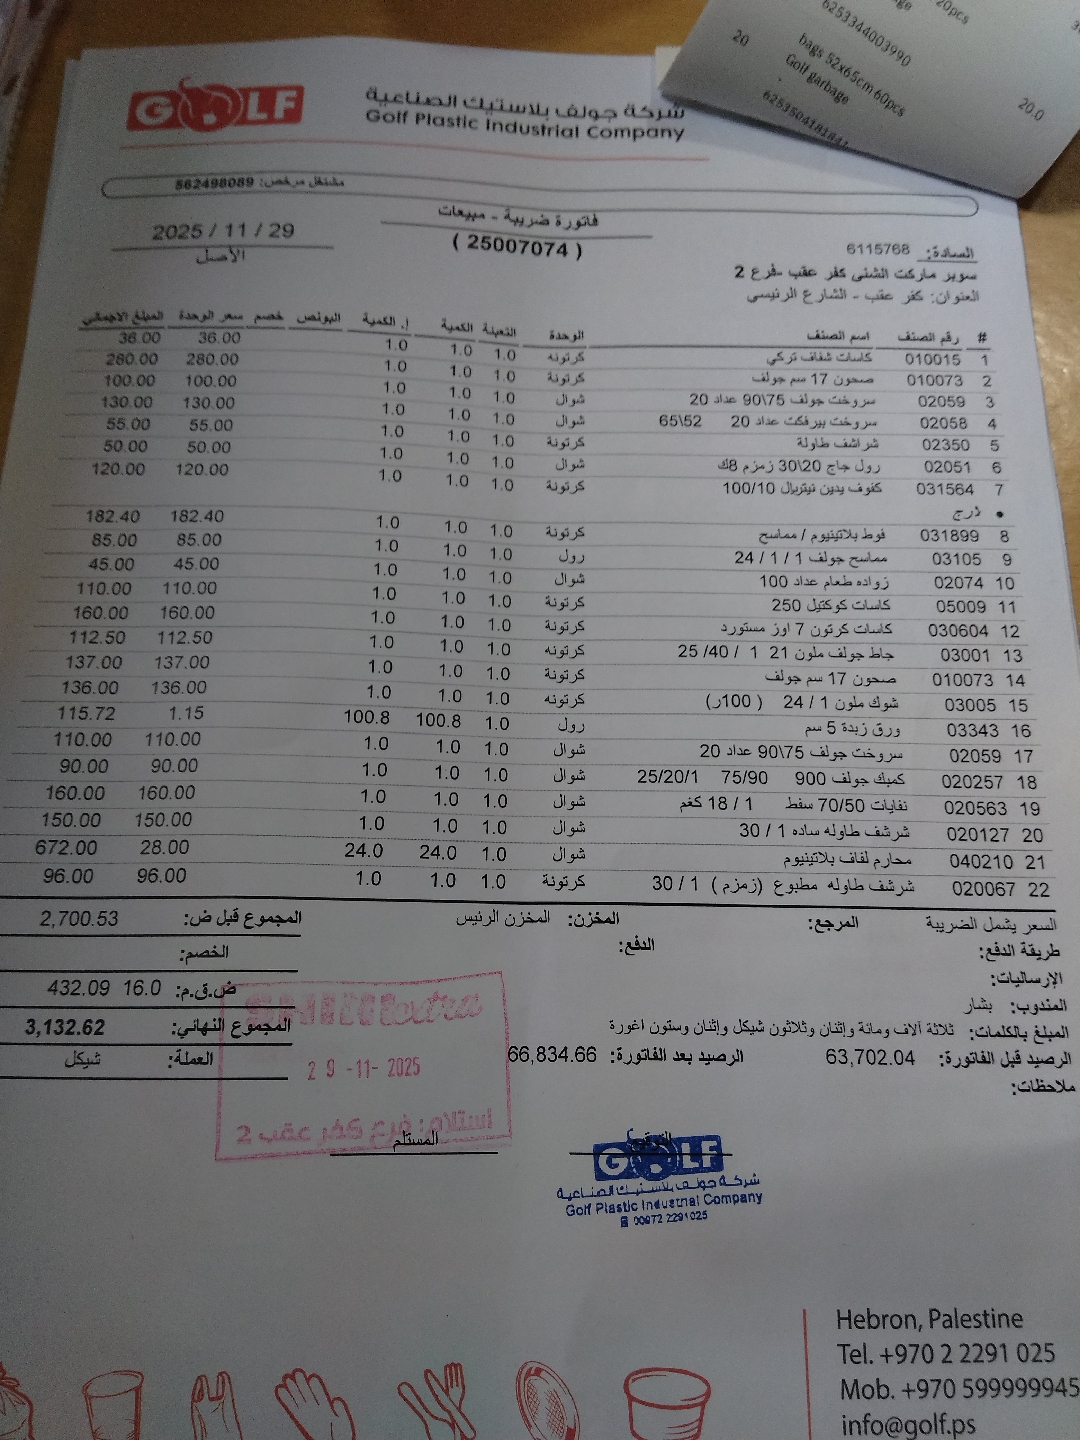 GOLF
شركة جولف بلاستيك الصناعية
Golf Plastic Industrial Company
6253344003990
20pcs
20
bags 52x65cm 60pcs
Golf garbage
20.0
مشتغل مرخص: 562498089
2025 / 11 / 29
الأصل
فاتورة ضريبة - مبيعات
( 25007074 )
السادة: 6115768
سوبر ماركت الشني كفر عقب -فرع 2
العنوان: كفر عقب - الشارع الرئيسي
# رقم الصنف اسم الصنف الوحدة التعبئة الكمية إ. الكمية البونص خصم سعر الوحدة المبلغ الاجمالي
1 010015 كاسات شفاف تركي كرتونه 1.0 1.0 1.0 36.00 36.00
2 010073 صحون 17 سم جولف كرتونة 1.0 1.0 1.0 280.00 280.00
3 02059 سروخت جولف 75\90 عداد 20 شوال 1.0 1.0 1.0 100.00 100.00
4 02058 سروخت بيرفكت عداد 20 52\65 شوال 1.0 1.0 1.0 130.00 130.00
5 02350 شراشف طاولة كرتونة 1.0 1.0 1.0 55.00 55.00
6 02051 رول جاج 20\30 زمزم 8ك شوال 1.0 1.0 1.0 50.00 50.00
7 031564 كفوف يدين نيتريال 100/10 كرتونة 1.0 1.0 1.0 120.00 120.00
• ذرج
8 031899 فوط بلاتينيوم / مماسح كرتونة 1.0 1.0 1.0 182.40 182.40
9 03105 مماسح جولف 1 / 1 / 24 رول 1.0 1.0 1.0 85.00 85.00
10 02074 زواده طعام عداد 100 شوال 1.0 1.0 1.0 45.00 45.00
11 05009 كاسات كوكتيل 250 كرتونة 1.0 1.0 1.0 110.00 110.00
12 030604 كاسات كرتون 7 اوز مستورد كرتونة 1.0 1.0 1.0 160.00 160.00
13 03001 جاط جولف ملون 21 1 / 40/ 25 كرتونه 1.0 1.0 1.0 112.50 112.50
14 010073 صحون 17 سم جولف كرتونة 1.0 1.0 1.0 137.00 137.00
15 03005 شوك ملون 1 / 24 ( 100ر) كرتونه 1.0 1.0 1.0 136.00 136.00
16 03343 ورق زبدة 5 سم رول 1.0 100.8 100.8 1.15 115.72
17 02059 سروخت جولف 75\90 عداد 20 شوال 1.0 1.0 1.0 110.00 110.00
18 020257 كمبك جولف 900 75/90 25/20/1 شوال 1.0 1.0 1.0 90.00 90.00
19 020563 نفايات 70/50 سفط 1 / 18 كغم شوال 1.0 1.0 1.0 160.00 160.00
20 020127 شرشف طاوله ساده 1 / 30 شوال 1.0 1.0 1.0 150.00 150.00
21 040210 محارم لفاف بلاتينيوم شوال 1.0 24.0 24.0 28.00 672.00
22 020067 شرشف طاوله مطبوع (زمزم ) 1 / 30 كرتونة 1.0 1.0 1.0 96.00 96.00
السعر يشمل الضريبة المرجع: المخزن: المخزن الرئيس المجموع قبل ض: 2,700.53
طريقة الدفع: الدفع: الخصم:
الإرساليات: ض.ق.م: 16.0 432.09
المندوب: بشار
المبلغ بالكلمات: ثلاثة آلاف ومائة وإثنان وثلاثون شيكل وإثنان وستون اغورة المجموع النهائي: 3,132.62
الرصيد قبل الفاتورة: 63,702.04 الرصيد بعد الفاتورة: 66,834.66 العملة: شيكل
ملاحظات:
29 -11- 2025
استلام: فرع كفر عقب 2
المستلم
التوقيع
GOLF
شركة جولف بلاستيك الصناعية
Golf Plastic Industrial Company
00972 2291025
Hebron, Palestine
Tel. +970 2 2291 025
Mob. +970 599999945
info@golf.ps